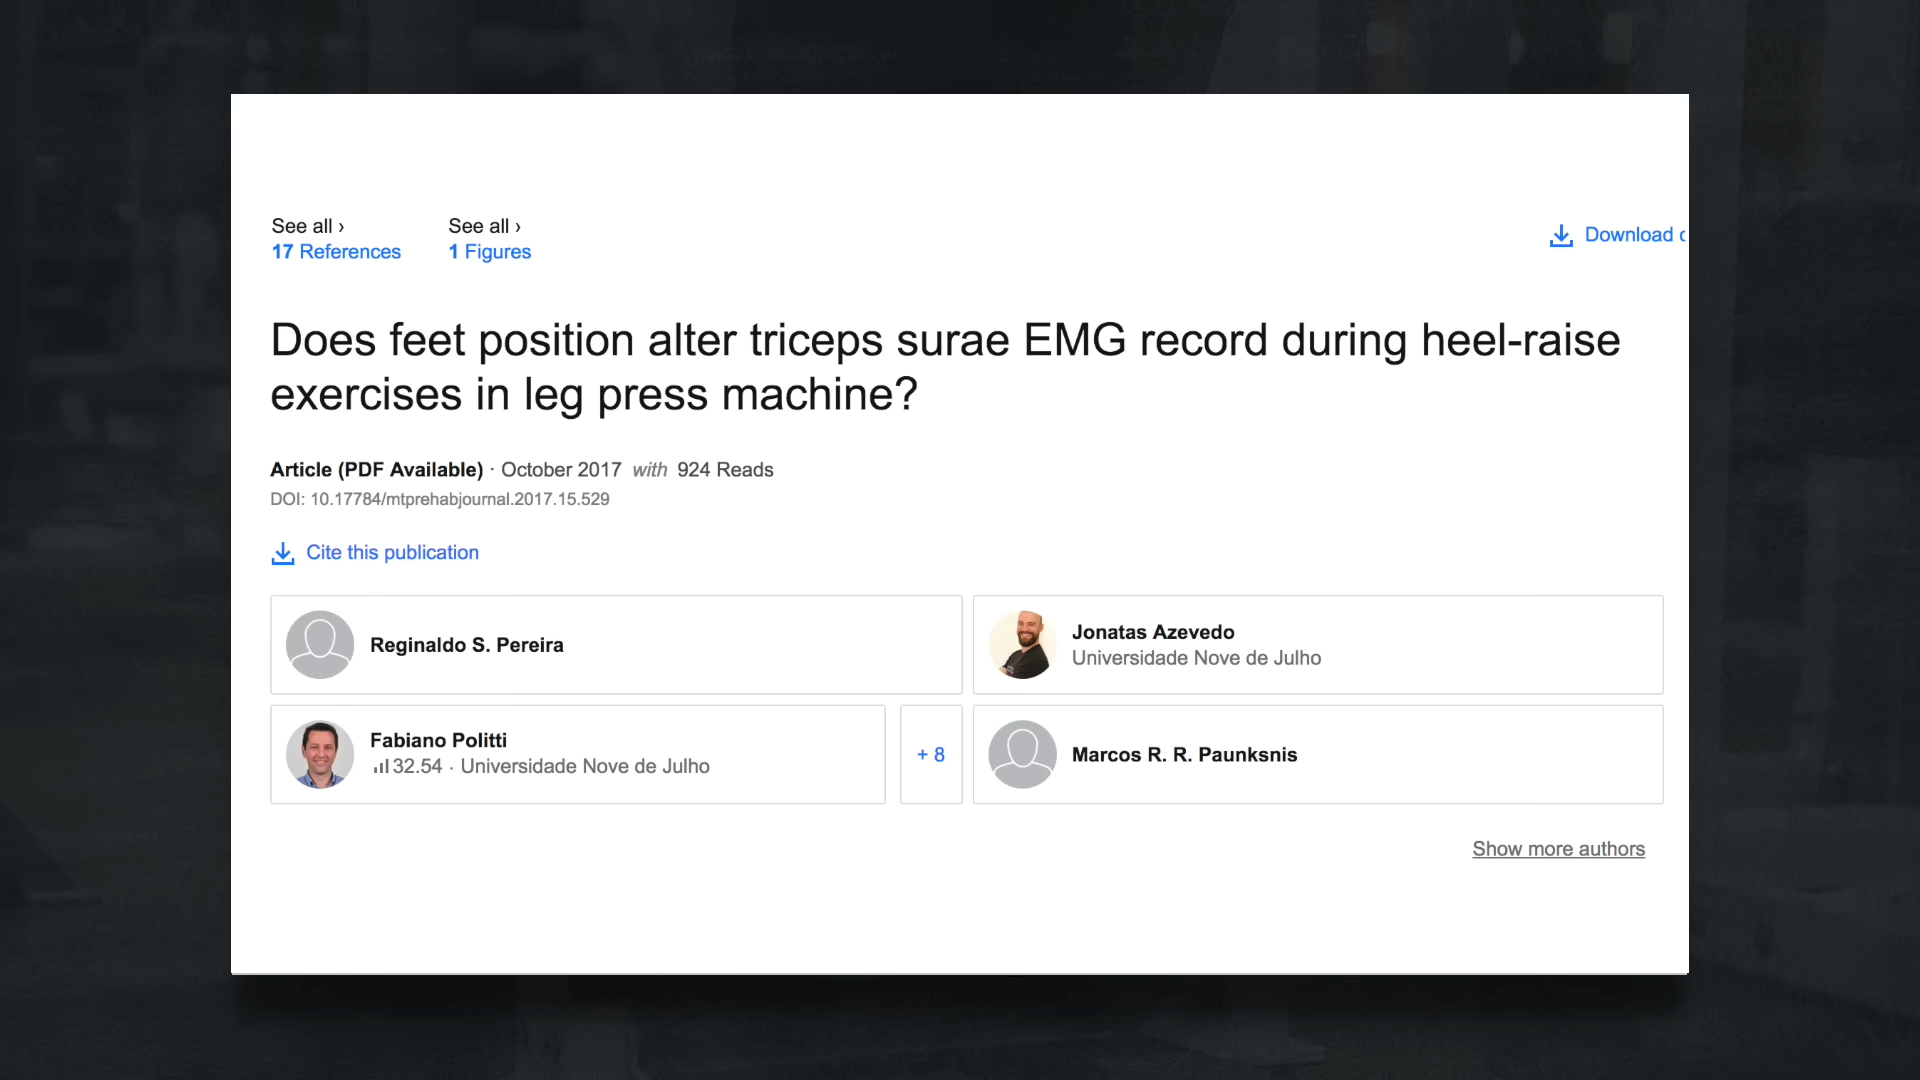 See all ›
17 References
See all ›
1 Figures
Download
Does feet position alter triceps surae EMG record during heel-raise
exercises in leg press machine?
Article (PDF Available) · October 2017 with 924 Reads
DOI: 10.17784/mtprehabjournal.2017.15.529
Cite this publication
Reginaldo S. Pereira
Jonatas Azevedo
Universidade Nove de Julho
Fabiano Politti
32.54 · Universidade Nove de Julho
+ 8
Marcos R. R. Paunksnis
Show more authors